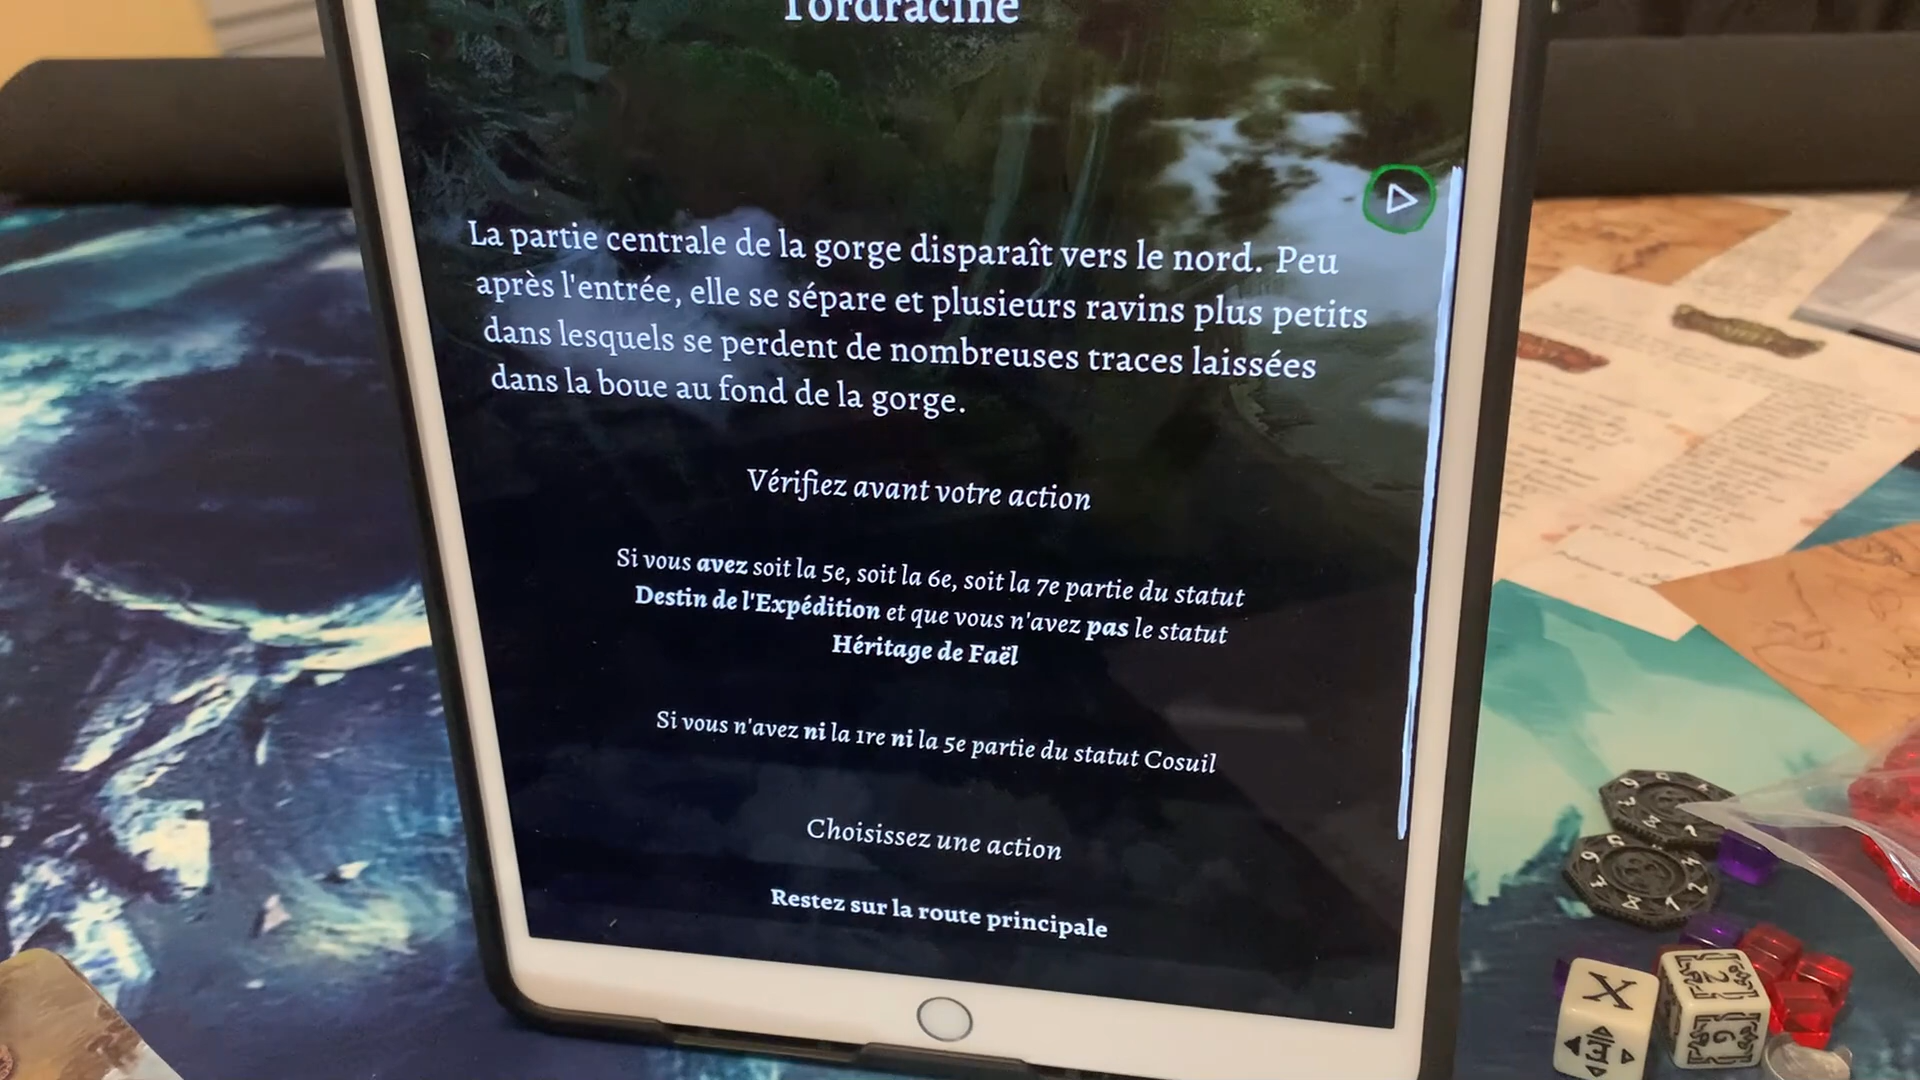 Tordracine
La partie centrale de la gorge disparaît vers le nord. Peu
après l'entrée, elle se sépare et plusieurs ravins plus petits
dans lesquels se perdent de nombreuses traces laissées
dans la boue au fond de la gorge.
Vérifiez avant votre action
Si vous avez soit la 5e, soit la 6e, soit la 7e partie du statut
Destin de l'Expédition et que vous n'avez pas le statut
Héritage de Faël
Si vous n'avez ni la 1re ni la 5e partie du statut Cosuil
Choisissez une action
Restez sur la route principale